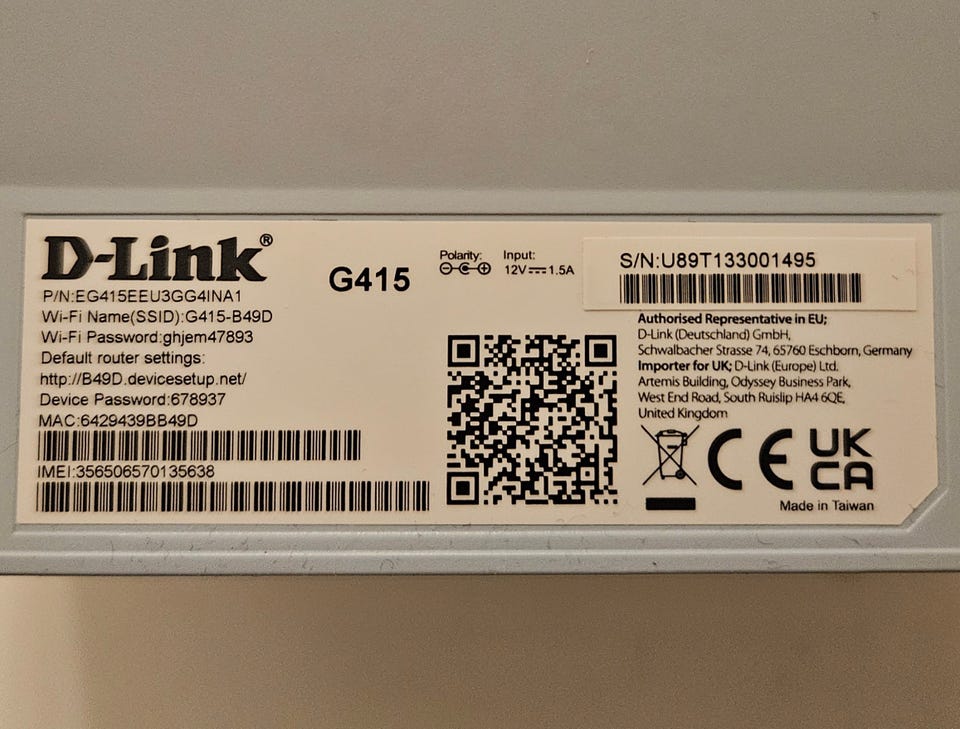 D-Link®
P/N:EG415EEU3GG4INA1
Wi-Fi Name(SSID):G415-B49D
Wi-Fi Password:ghjem47893
Default router settings:
http://B49D.devicesetup.net/
Device Password:678937
MAC:6429439BB49D
IMEI:356506570135638
G415
Polarity:
Input:
12V⎓1.5A
S/N:U89T133001495
Authorised Representative in EU;
D-Link (Deutschland) GmbH,
Schwalbacher Strasse 74, 65760 Eschborn, Germany
Importer for UK; D-Link (Europe) Ltd.
Artemis Building, Odyssey Business Park,
West End Road, South Ruislip HA4 6QE,
United Kingdom
CE
UK
CA
Made in Taiwan